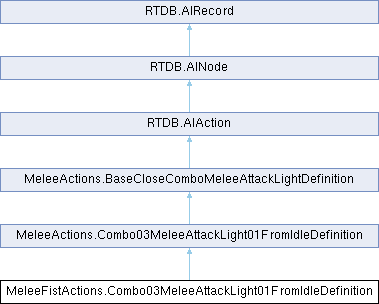 RTDB.AIRecord
RTDB.AINode
RTDB.AIAction
MeleeActions.BaseCloseComboMeleeAttackLightDefinition
MeleeActions.Combo03MeleeAttackLight01FromIdleDefinition
MeleeFistActions.Combo03MeleeAttackLight01FromIdleDefinition